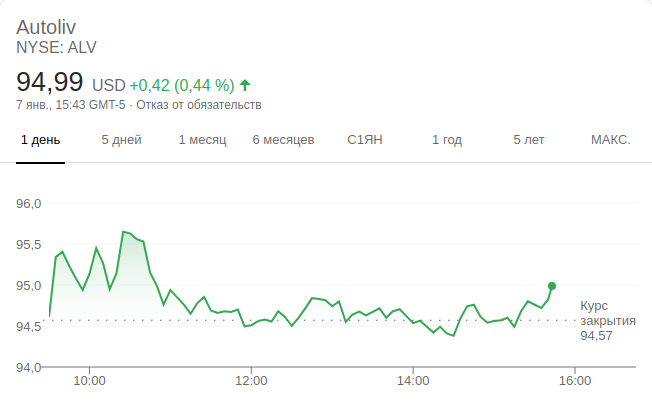 Autoliv
NYSE: ALV
94,99 USD +0,42 (0,44 %)
7 янв., 15:43 GMT-5 · Отказ от обязательств
1 день 5 дней 1 месяц 6 месяцев С1ЯН 1 год 5 лет МАКС.
96,0
95,5
95,0
94,5
94,0
Курс
закрытия
94,57
10:00 12:00 14:00 16:00